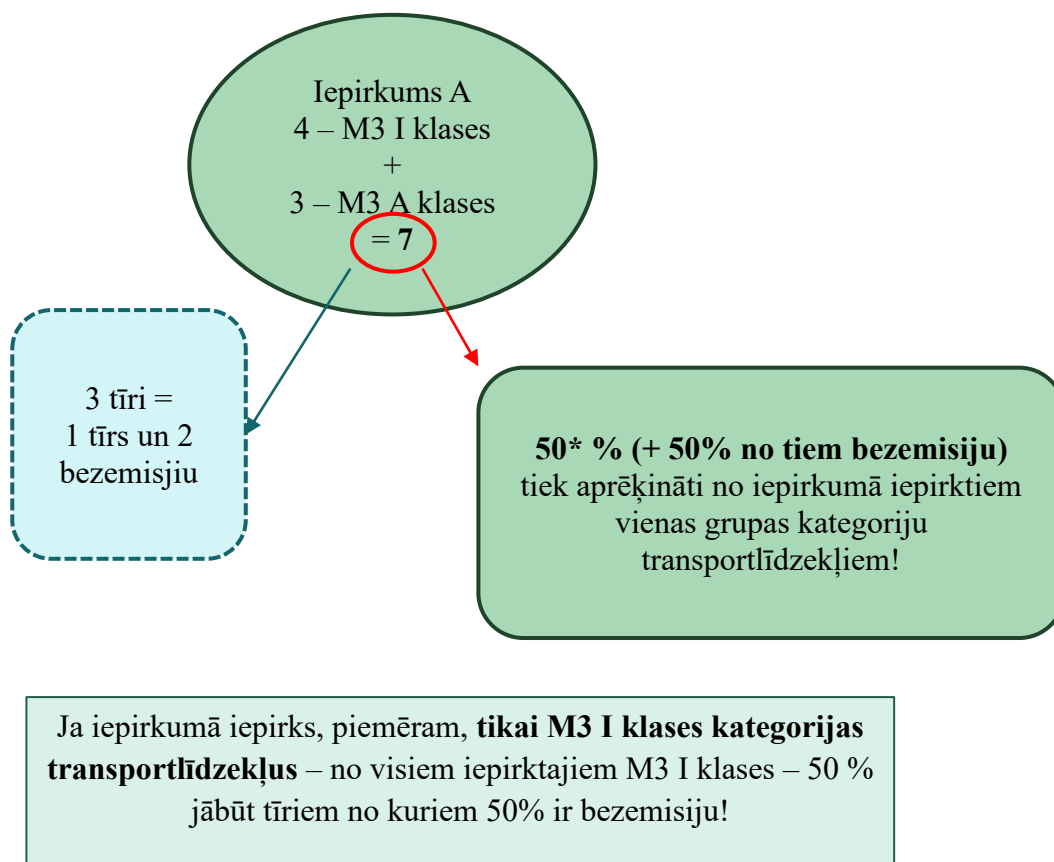 Iepirkums A
4 – M3 I klases
+
3 – M3 A klases
= 7
3 tīri =
1 tīrs un 2
bezemisjiu
50* % (+ 50% no tiem bezemisiju)
tiek aprēķināti no iepirkumā iepirktiem
vienas grupas kategoriju
transportlīdzekļiem!
Ja iepirkumā iepirks, piemēram, tikai M3 I klases kategorijas
transportlīdzekļus – no visiem iepirktajiem M3 I klases – 50 %
jābūt tīriem no kuriem 50% ir bezemisiju!